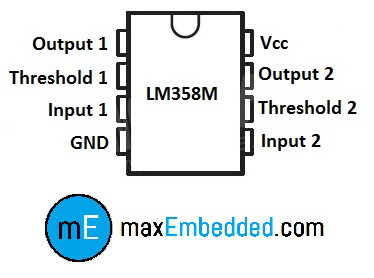 Output 1
Threshold 1
Input 1
GND
LM358M
Vcc
Output 2
Threshold 2
Input 2
mE
maxEmbedded.com